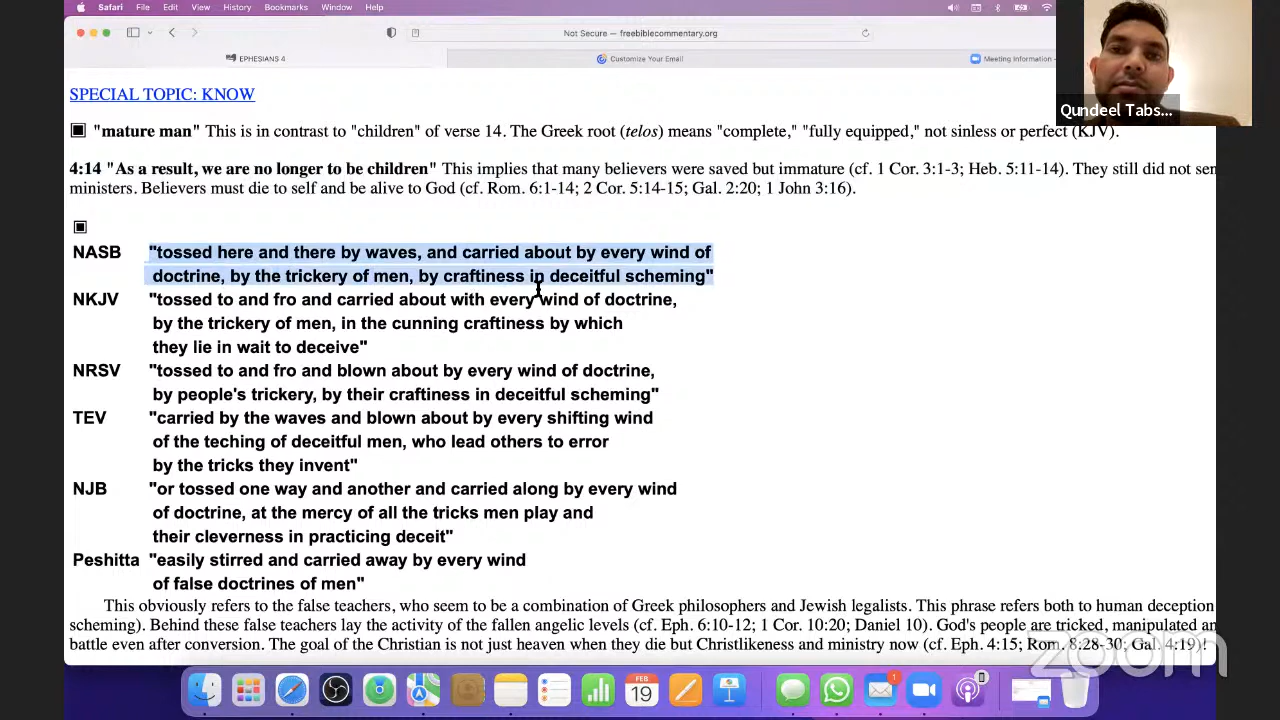 Safari File Edit View History Bookmarks Window Help
Not Secure — freebiblecommentary.org
EPHESIANS 4
Customize Your Email
Meeting Information -
Qundeel Tabs...
SPECIAL TOPIC: KNOW
"mature man" This is in contrast to "children" of verse 14. The Greek root (telos) means "complete," "fully equipped," not sinless or perfect (KJV).
4:14 "As a result, we are no longer to be children" This implies that many believers were saved but immature (cf. 1 Cor. 3:1-3; Heb. 5:11-14). They still did not sen
ministers. Believers must die to self and be alive to God (cf. Rom. 6:1-14; 2 Cor. 5:14-15; Gal. 2:20; 1 John 3:16).
NASB "tossed here and there by waves, and carried about by every wind of
doctrine, by the trickery of men, by craftiness in deceitful scheming"
NKJV "tossed to and fro and carried about with every wind of doctrine,
by the trickery of men, in the cunning craftiness by which
they lie in wait to deceive"
NRSV "tossed to and fro and blown about by every wind of doctrine,
by people's trickery, by their craftiness in deceitful scheming"
TEV "carried by the waves and blown about by every shifting wind
of the teching of deceitful men, who lead others to error
by the tricks they invent"
NJB "or tossed one way and another and carried along by every wind
of doctrine, at the mercy of all the tricks men play and
their cleverness in practicing deceit"
Peshitta "easily stirred and carried away by every wind
of false doctrines of men"
This obviously refers to the false teachers, who seem to be a combination of Greek philosophers and Jewish legalists. This phrase refers both to human deception
scheming). Behind these false teachers lay the activity of the fallen angelic levels (cf. Eph. 6:10-12; 1 Cor. 10:20; Daniel 10). God's people are tricked, manipulated an
battle even after conversion. The goal of the Christian is not just heaven when they die but Christlikeness and ministry now (cf. Eph. 4:15; Rom. 8:28-30; Gal. 4:19)!
zoom
FEB
19
1